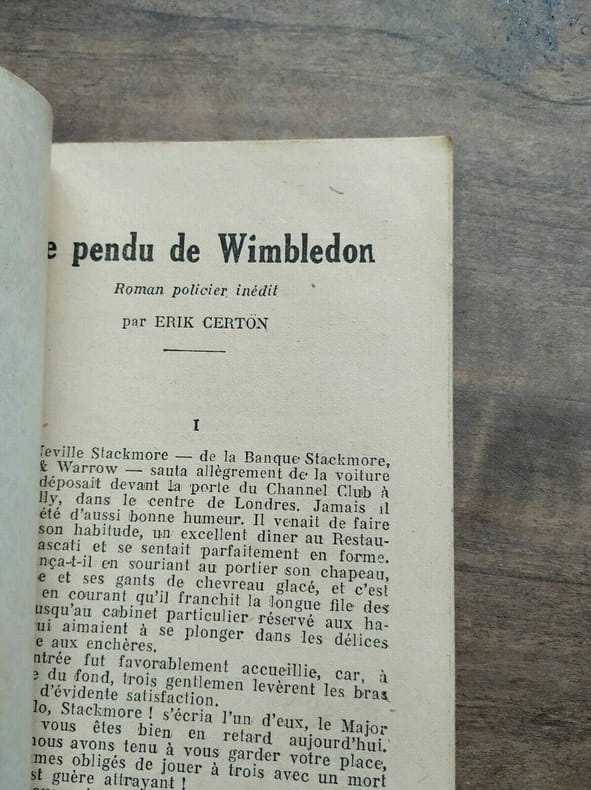 e pendu de Wimbledon
Roman policier inédit
par ERIK CERTÖN
I
Neville Stackmore — de la Banque Stackmore,
& Warrow — sauta allègrement de la voiture
déposait devant la porte du Channel Club à
lly, dans le centre de Londres. Jamais il
été d'aussi bonne humeur. Il venait de faire
son habitude, un excellent dîner au Restau-
ascati et se sentait parfaitement en forme.
nça-t-il en souriant au portier son chapeau,
e et ses gants de chevreau glacé, et c'est
en courant qu'il franchit la longue file des
usqu'au cabinet particulier réservé aux ha-
ui aimaient à se plonger dans les délices
e aux enchères.
ntrée fut favorablement accueillie, car, à
e du fond, trois gentlemen levèrent les bras
d'évidente satisfaction.
lo, Stackmore ! s'écria l'un d'eux, le Major
vous êtes bien en retard aujourd'hui.
nous avons tenu à vous garder votre place,
mes obligés de jouer à trois avec un mort
st guère attrayant !